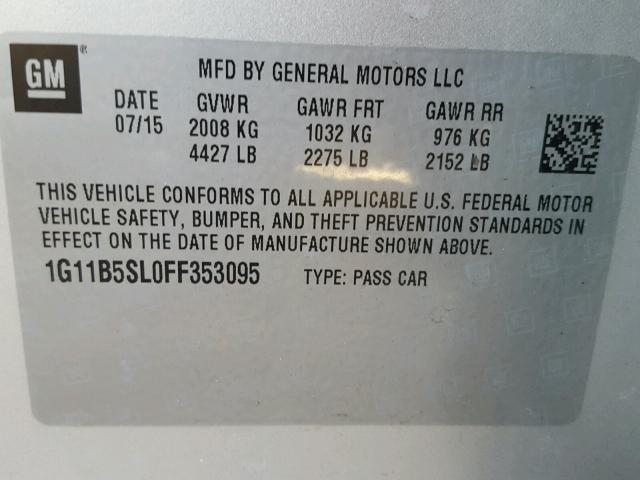 GM ®
MFD BY GENERAL MOTORS LLC
DATE GVWR GAWR FRT GAWR RR
07/15 2008 KG 1032 KG 976 KG
4427 LB 2275 LB 2152 LB
THIS VEHICLE CONFORMS TO ALL APPLICABLE U.S. FEDERAL MOTOR
VEHICLE SAFETY, BUMPER, AND THEFT PREVENTION STANDARDS IN
EFFECT ON THE DATE OF MANUFACTURE SHOWN ABOVE.
1G11B5SL0FF353095 TYPE: PASS CAR